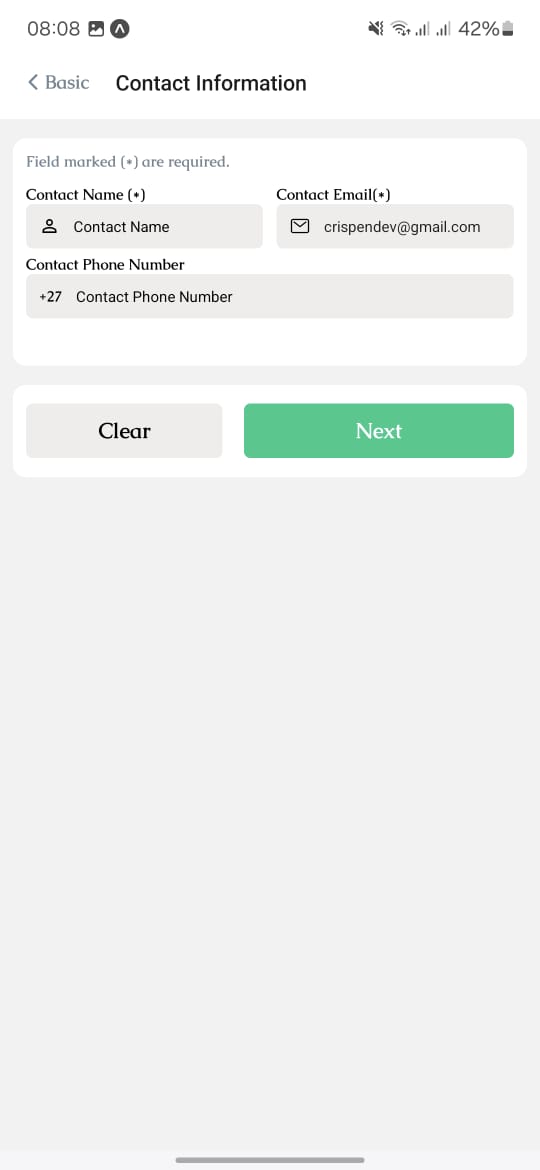 08:08 42%
Basic Contact Information
Field marked (*) are required.
Contact Name (*) Contact Email(*)
Contact Name crispendev@gmail.com
Contact Phone Number
+27 Contact Phone Number
Clear Next